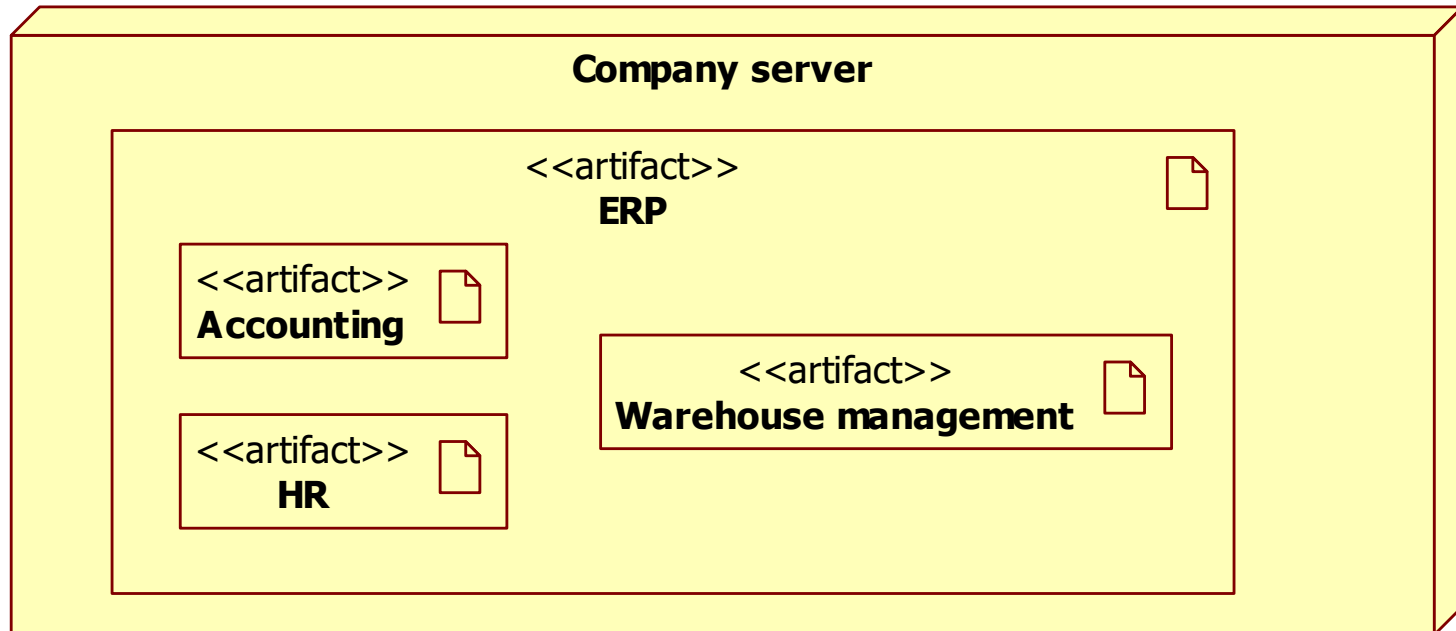 Company server
<<artifact>>
ERP
<<artifact>>
Accounting
<<artifact>>
Warehouse management
<<artifact>>
HR